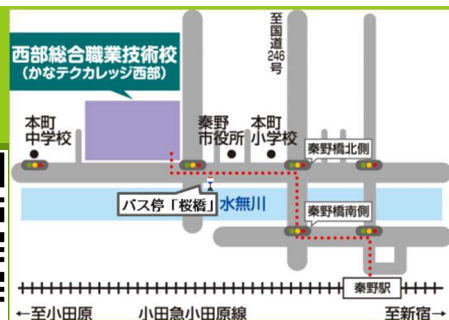 西部総合職業技術校
(かなテクカレッジ西部)
至国道
246
号
本町
中学校
秦野
市役所
本町
小学校
秦野橋北側
バス停「桜橋」
水無川
秦野橋南側
秦野駅
←至小田原
小田急小田原線
至新宿→